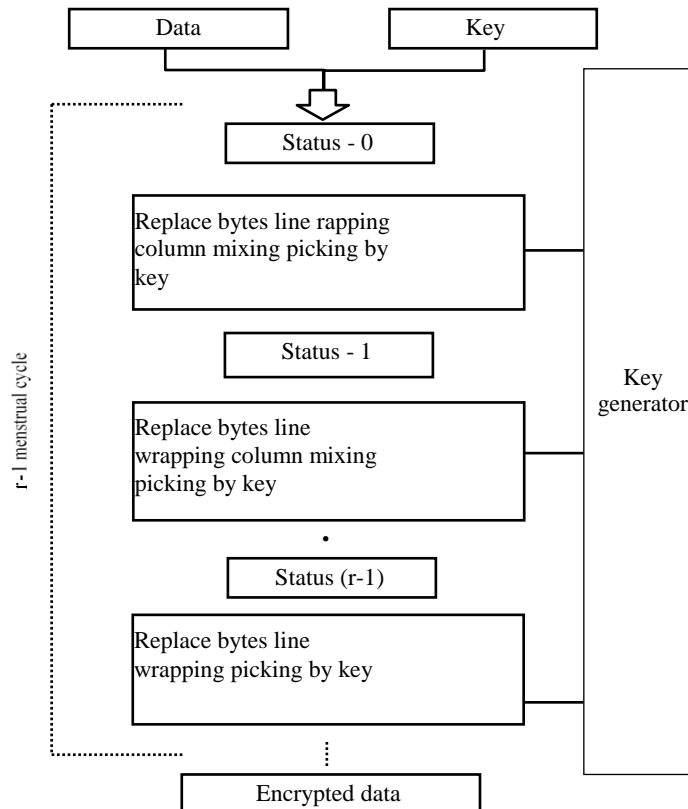 Data
Key
Status - 0
Replace bytes line rapping
column mixing picking by
key
Status - 1
Key
generator
r-1 menstrual cycle
Replace bytes line
wrapping column mixing
picking by key
Status (r-1)
Replace bytes line
wrapping picking by key
Encrypted data